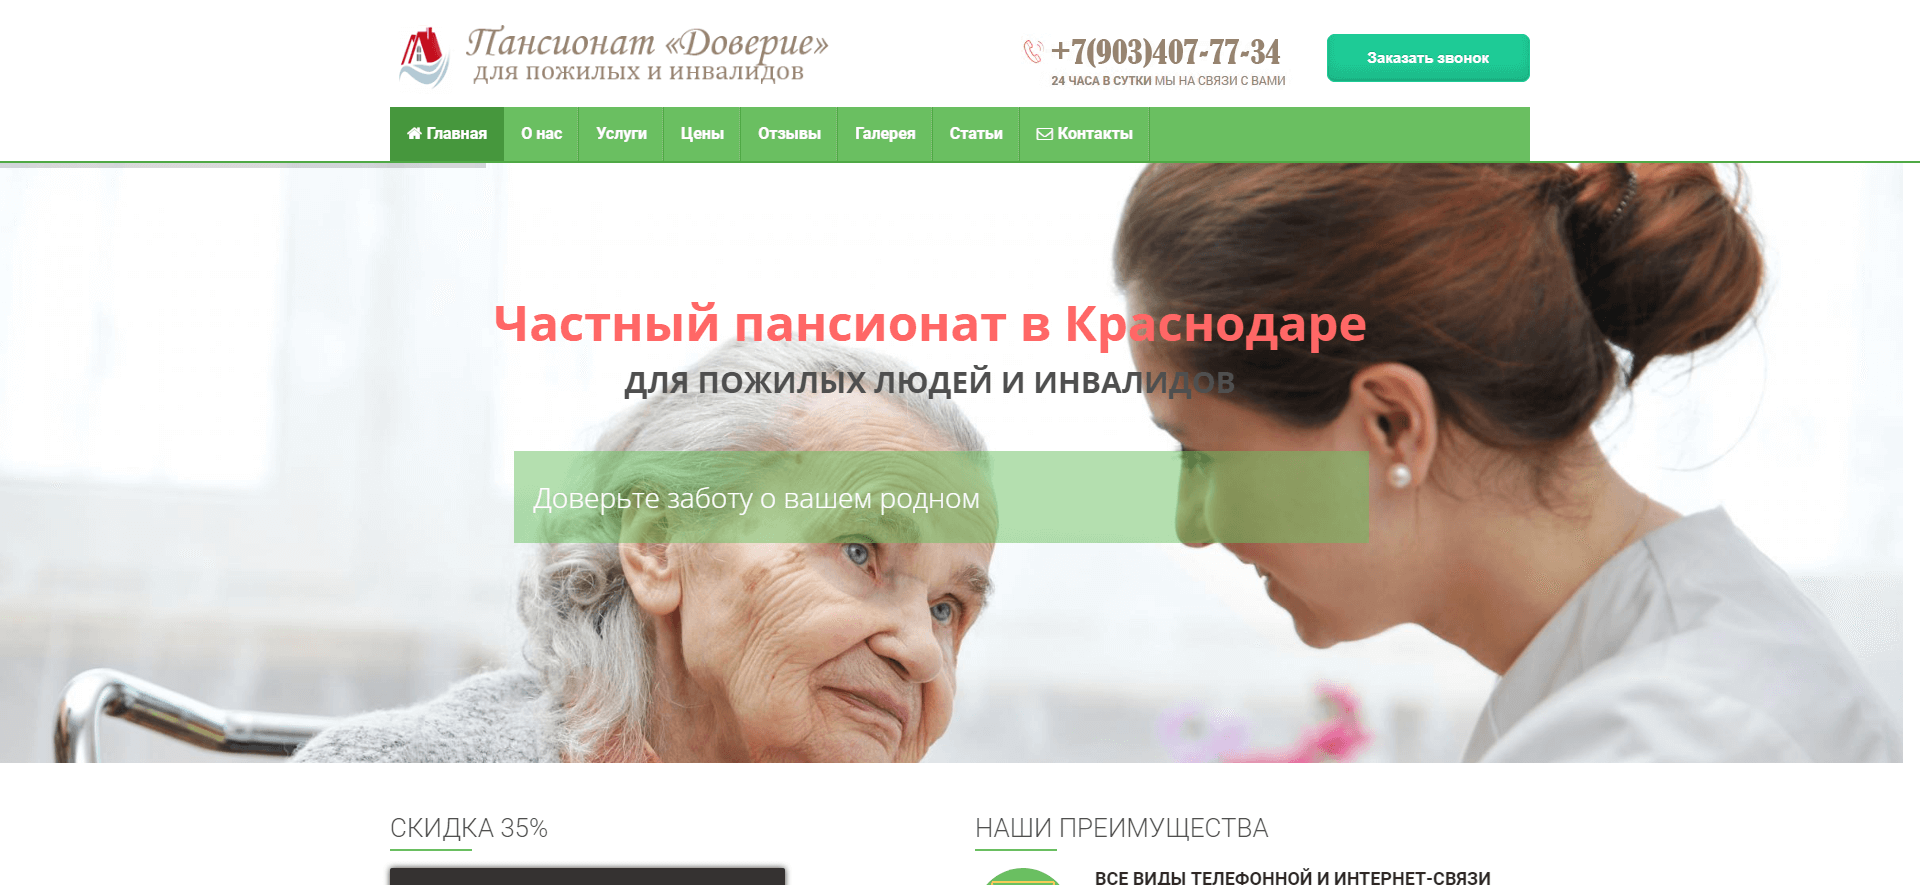 Пансионат «Доверие»
для пожилых и инвалидов
+7(903)407-77-34
24 ЧАСА В СУТКИ МЫ НА СВЯЗИ С ВАМИ
Заказать звонок
Главная О нас Услуги Цены Отзывы Галерея Статьи Контакты
Частный пансионат в Краснодаре
ДЛЯ ПОЖИЛЫХ ЛЮДЕЙ И ИНВАЛИДОВ
Доверьте заботу о вашем родном
СКИДКА 35%
НАШИ ПРЕИМУЩЕСТВА
ВСЕ ВИДЫ ТЕЛЕФОННОЙ И ИНТЕРНЕТ-СВЯЗИ